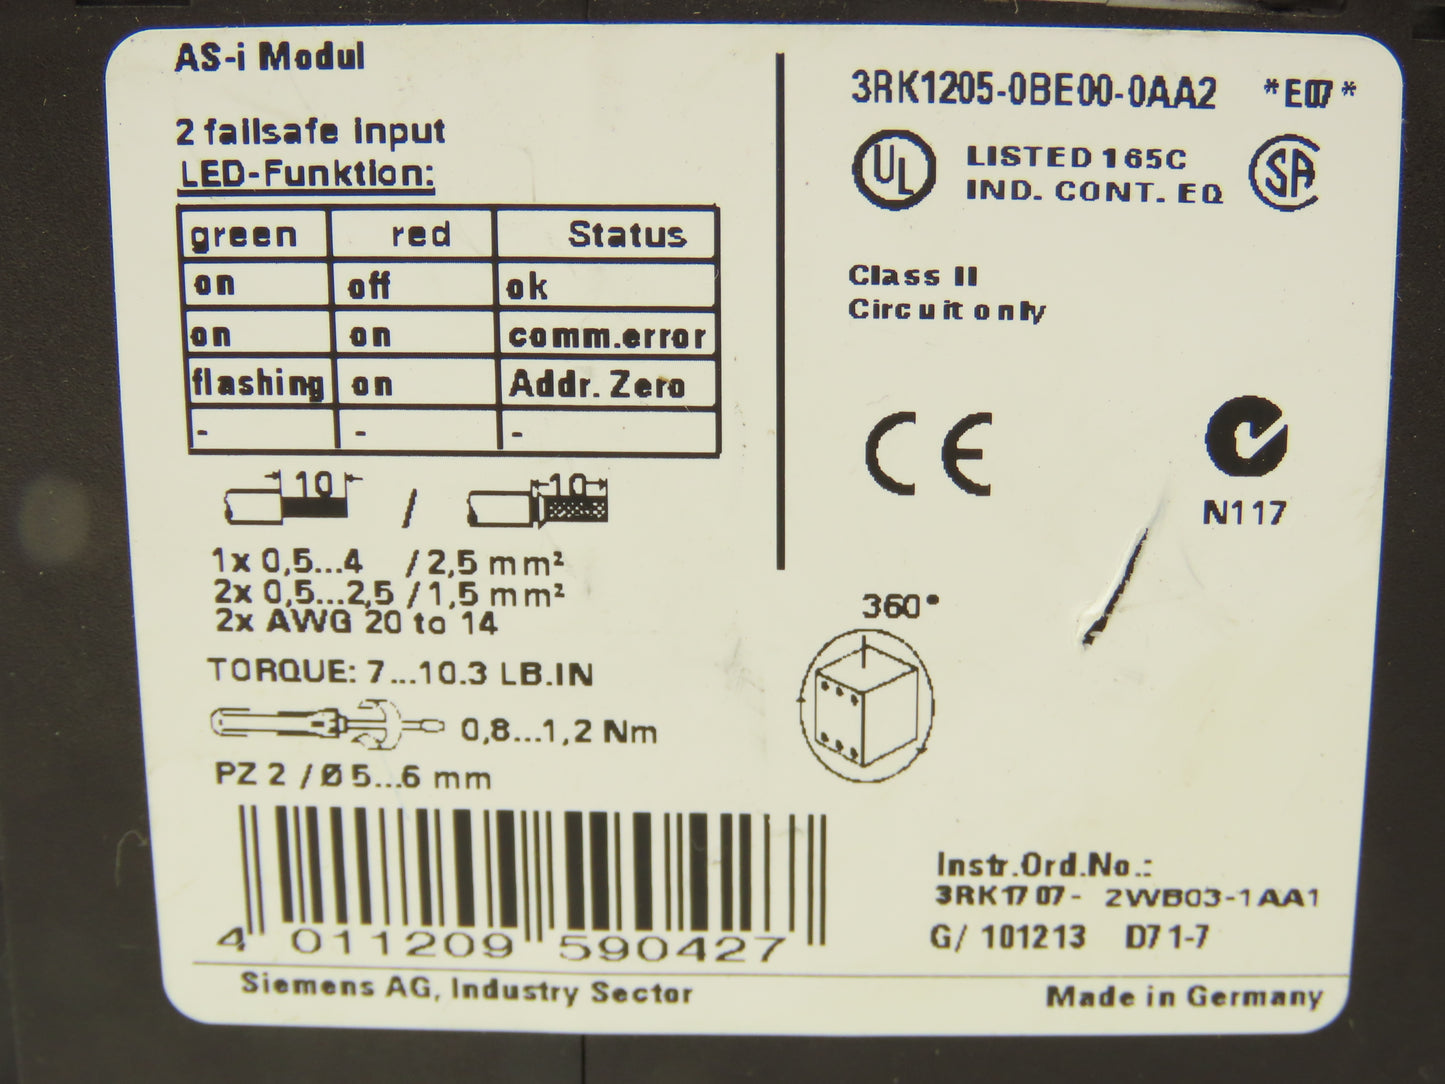 AS-i Modul
2 failsafe input
LED-Funktion:
green red Status
on off ok
on on comm.error
flashing on Addr. Zero
- - -
10 / 10
1x 0,5...4 / 2,5 mm²
2x 0,5...2,5 / 1,5 mm²
2x AWG 20 to 14
TORQUE: 7...10.3 LB.IN
0,8...1,2 Nm
PZ 2 / Ø 5...6 mm
4 011209 590427
Siemens AG, Industry Sector
3RK1205-0BE00-0AA2 *E07*
UL LISTED 165C SA
IND. CONT. EQ
Class II
Circuit only
CE
N117
360°
Instr.Ord.No.:
3RK1707- 2WB03-1AA1
G/ 101213 D71-7
Made in Germany